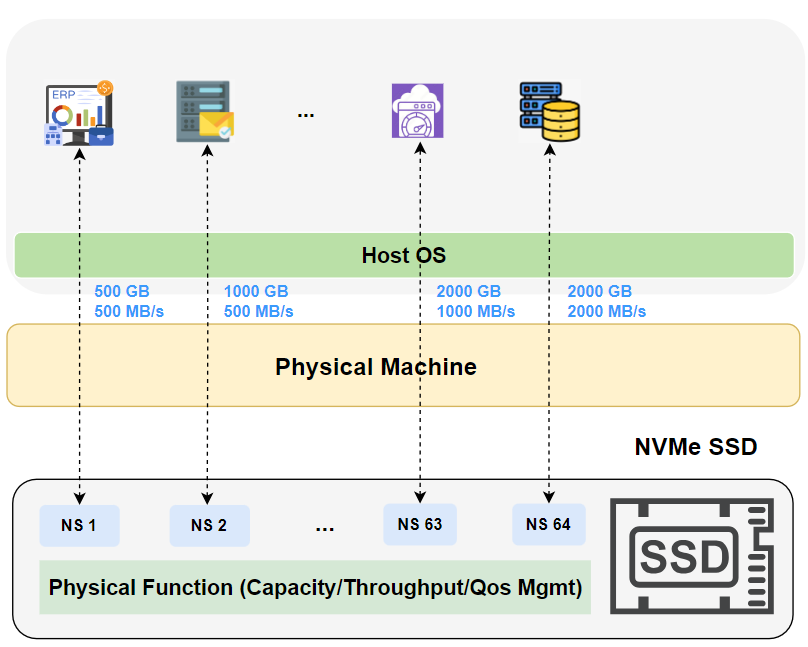 ERP
...
Host OS
500 GB
500 MB/s
1000 GB
500 MB/s
2000 GB
1000 MB/s
2000 GB
2000 MB/s
Physical Machine
NVMe SSD
NS 1
NS 2
...
NS 63
NS 64
SSD
Physical Function (Capacity/Throughput/Qos Mgmt)